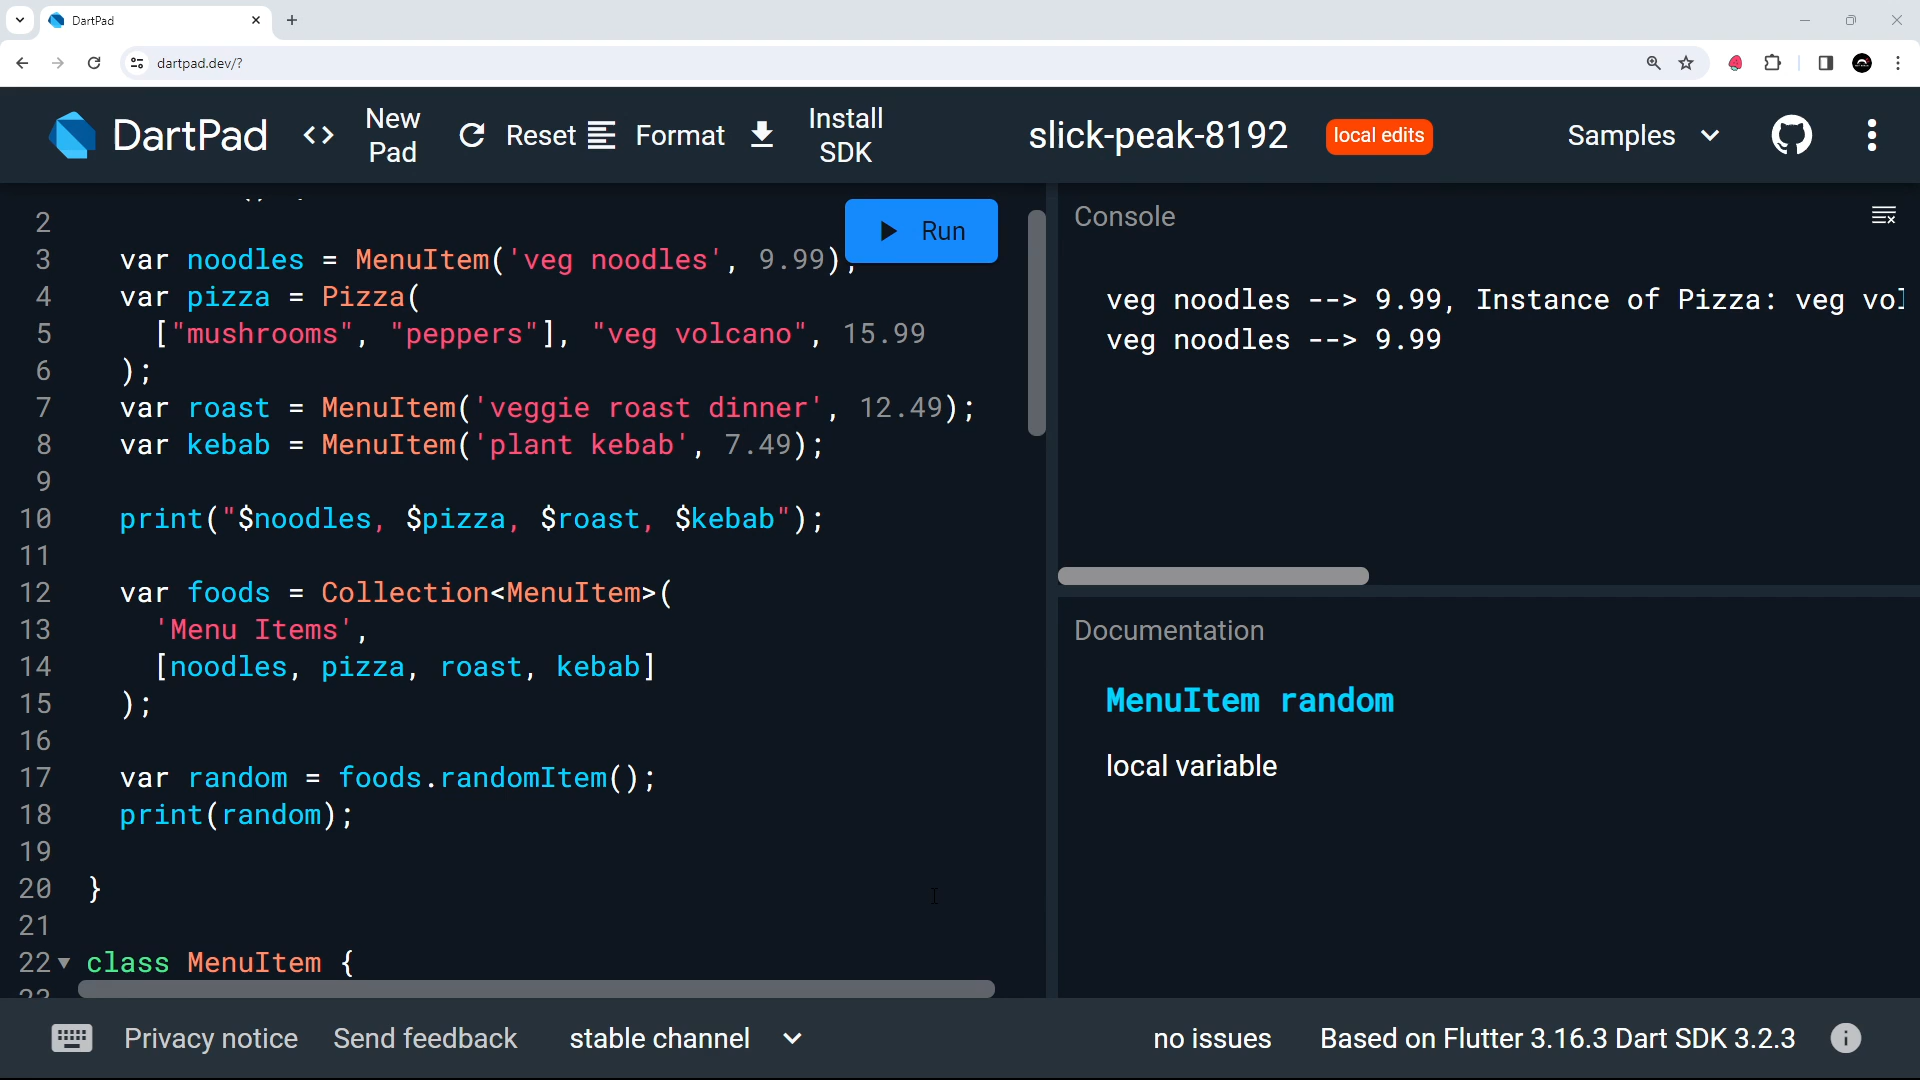 DartPad
dartpad.dev/?
DartPad
<> New Pad
Reset
Format
Install SDK
slick-peak-8192
local edits
Samples
Run
2
3 var noodles = MenuItem('veg noodles', 9.99);
4 var pizza = Pizza(
5 ["mushrooms", "peppers"], "veg volcano", 15.99
6 );
7 var roast = MenuItem('veggie roast dinner', 12.49);
8 var kebab = MenuItem('plant kebab', 7.49);
9
10 print("$noodles, $pizza, $roast, $kebab");
11
12 var foods = Collection<MenuItem>(
13 'Menu Items',
14 [noodles, pizza, roast, kebab]
15 );
16
17 var random = foods.randomItem();
18 print(random);
19
20 }
21
22 class MenuItem {
Console
veg noodles --> 9.99, Instance of Pizza: veg vol
veg noodles --> 9.99
Documentation
MenuItem random
local variable
Privacy notice
Send feedback
stable channel
no issues
Based on Flutter 3.16.3 Dart SDK 3.2.3